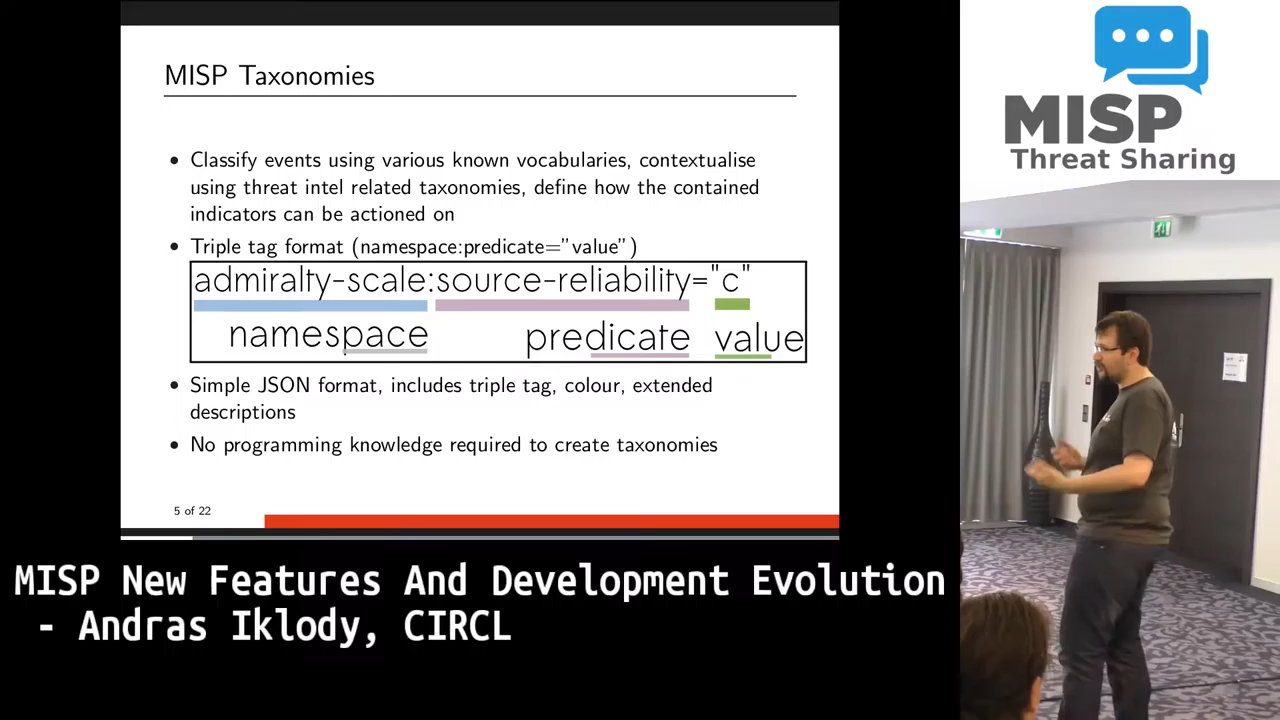 MISP Taxonomies
• Classify events using various known vocabularies, contextualise
using threat intel related taxonomies, define how the contained
indicators can be actioned on
• Triple tag format (namespace:predicate=”value”)
admiralty-scale:source-reliability="c"
namespace predicate value
• Simple JSON format, includes triple tag, colour, extended
descriptions
• No programming knowledge required to create taxonomies
5 of 22
MISP New Features And Development Evolution
- Andras Iklody, CIRCL
MISP
Threat Sharing